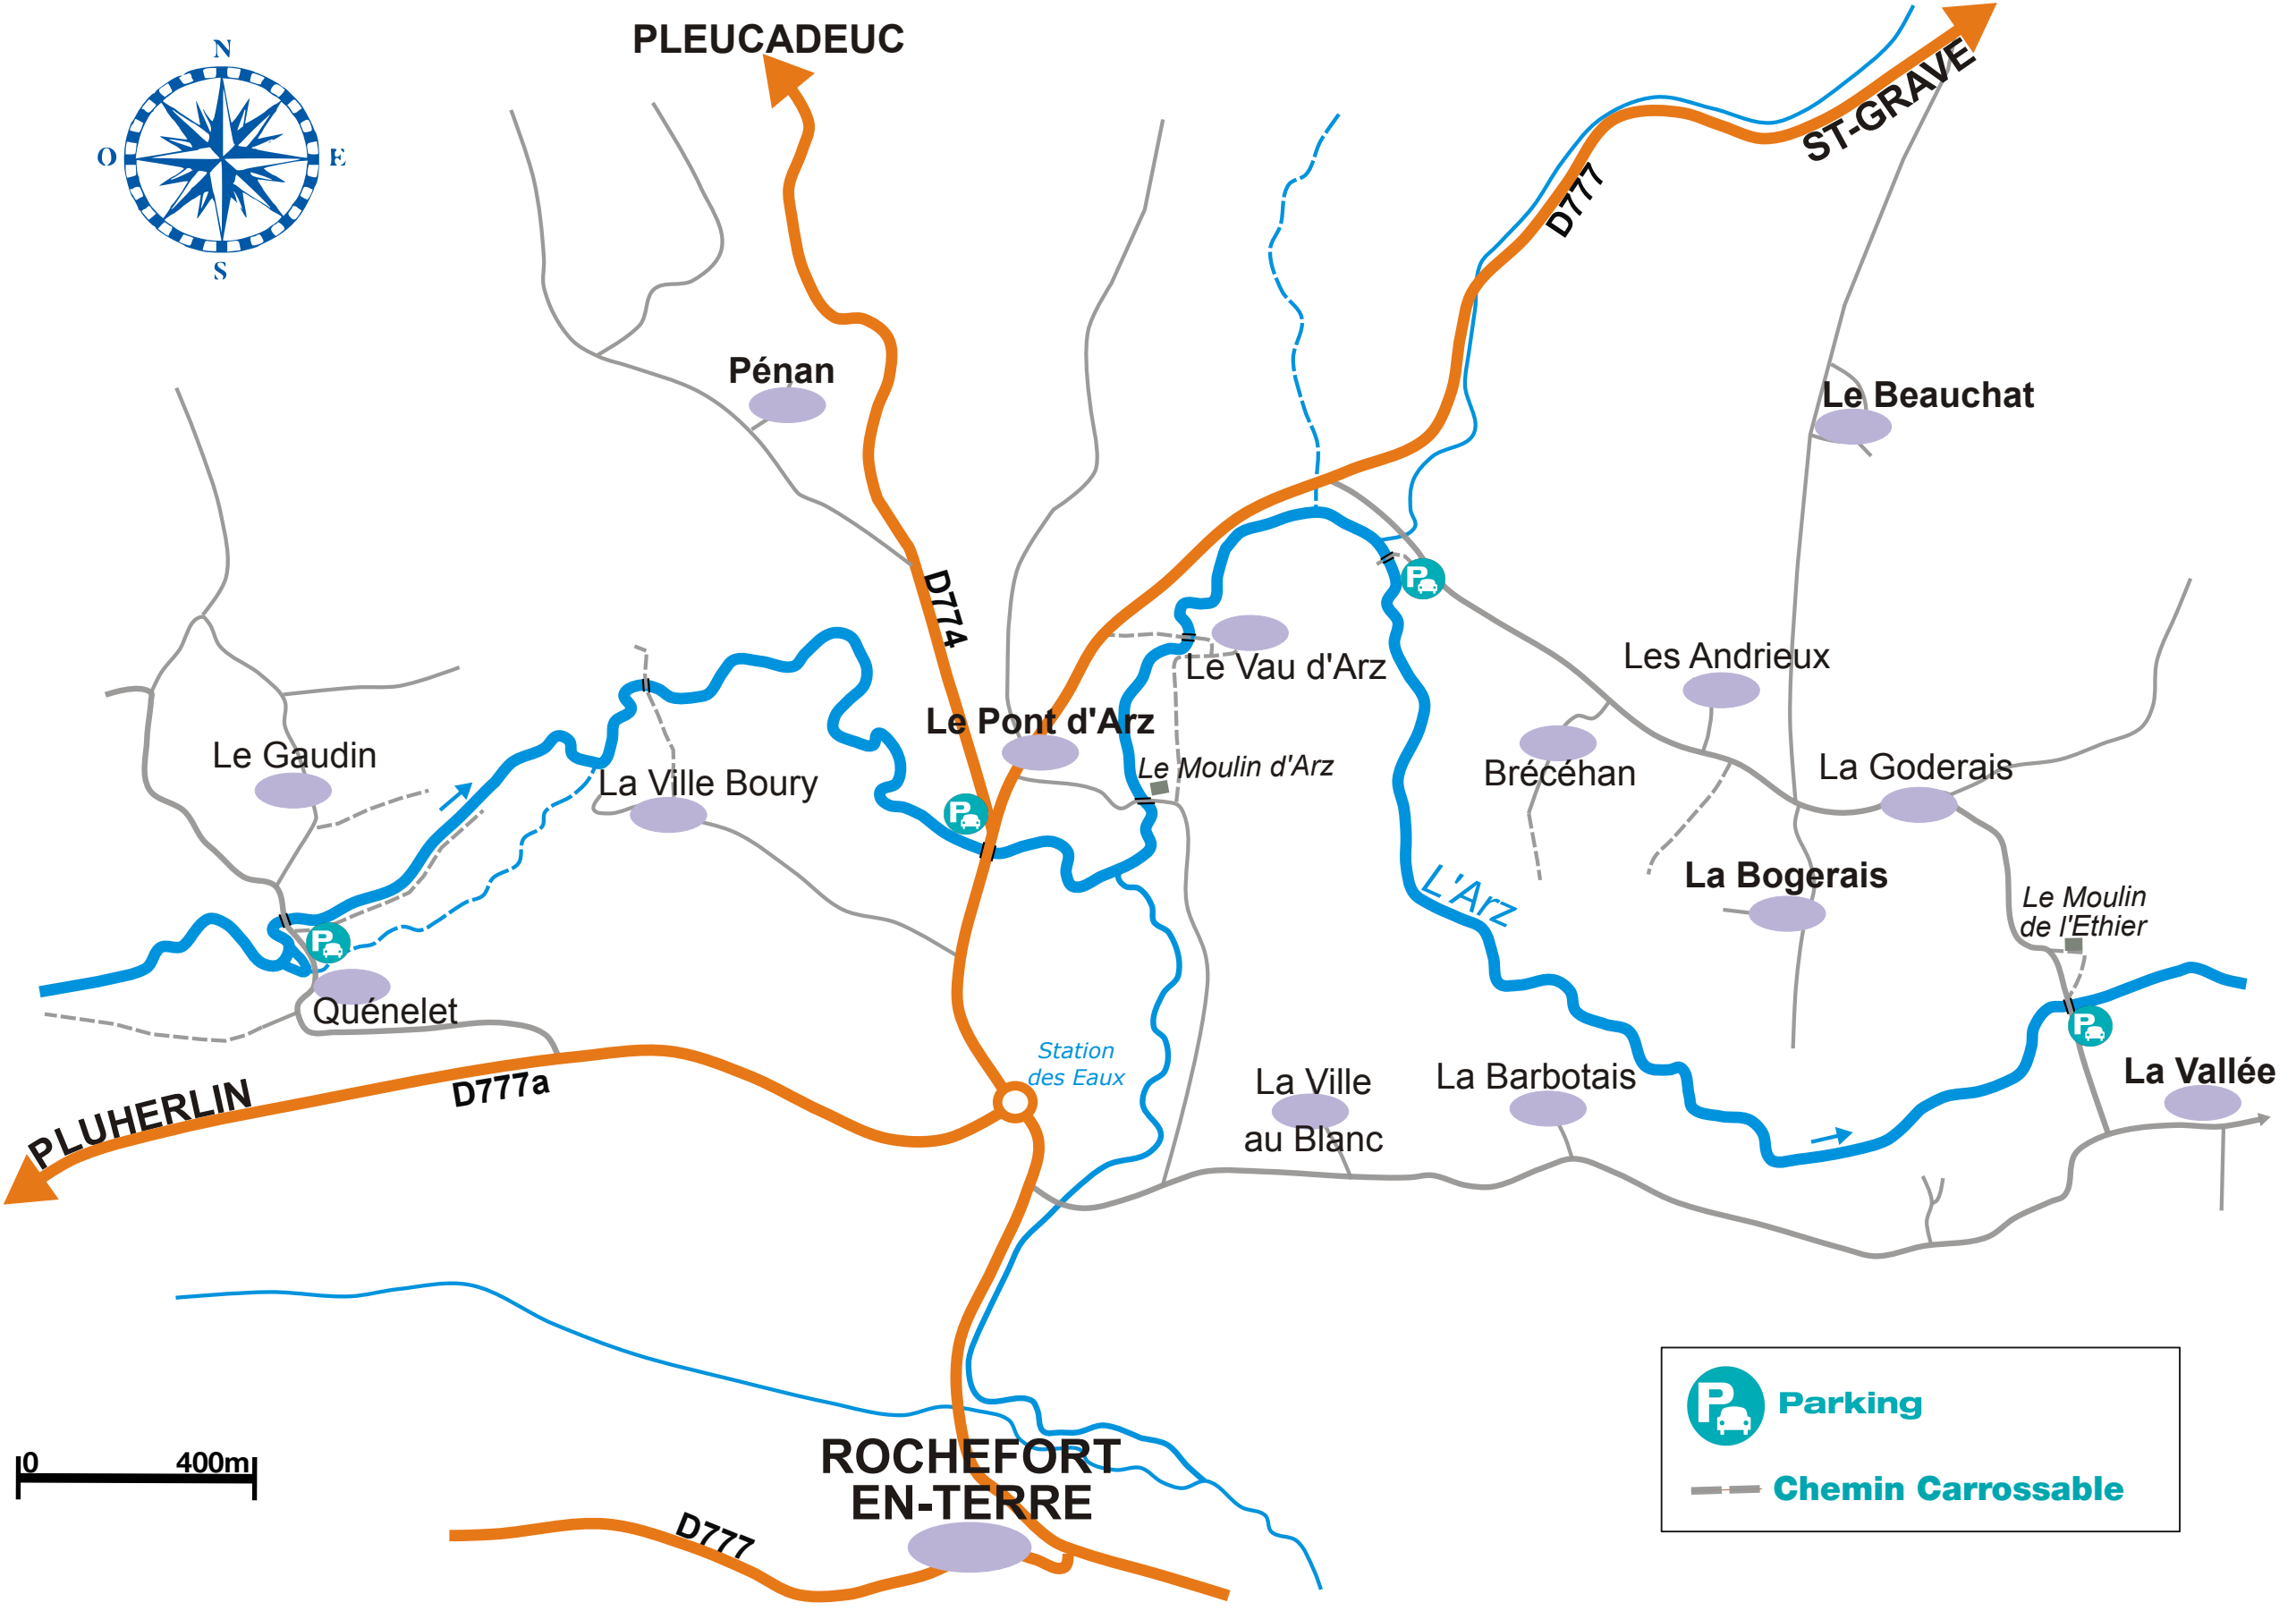 PLEUCADEUC
N
O
E
S
ST-GRAVE
D777
Pénan
Le Beauchat
D774
Le Vau d'Arz
Les Andrieux
Le Pont d'Arz
Le Gaudin
La Ville Boury
Le Moulin d'Arz
Brécéhan
La Goderais
P
P
L'Arz
La Bogerais
Le Moulin
de l'Ethier
P
Quénelet
P
Station
des Eaux
La Ville
au Blanc
La Barbotais
La Vallée
D777a
PLUHERLIN
ROCHEFORT
EN-TERRE
D777
0 400m
P Parking
Chemin Carrossable